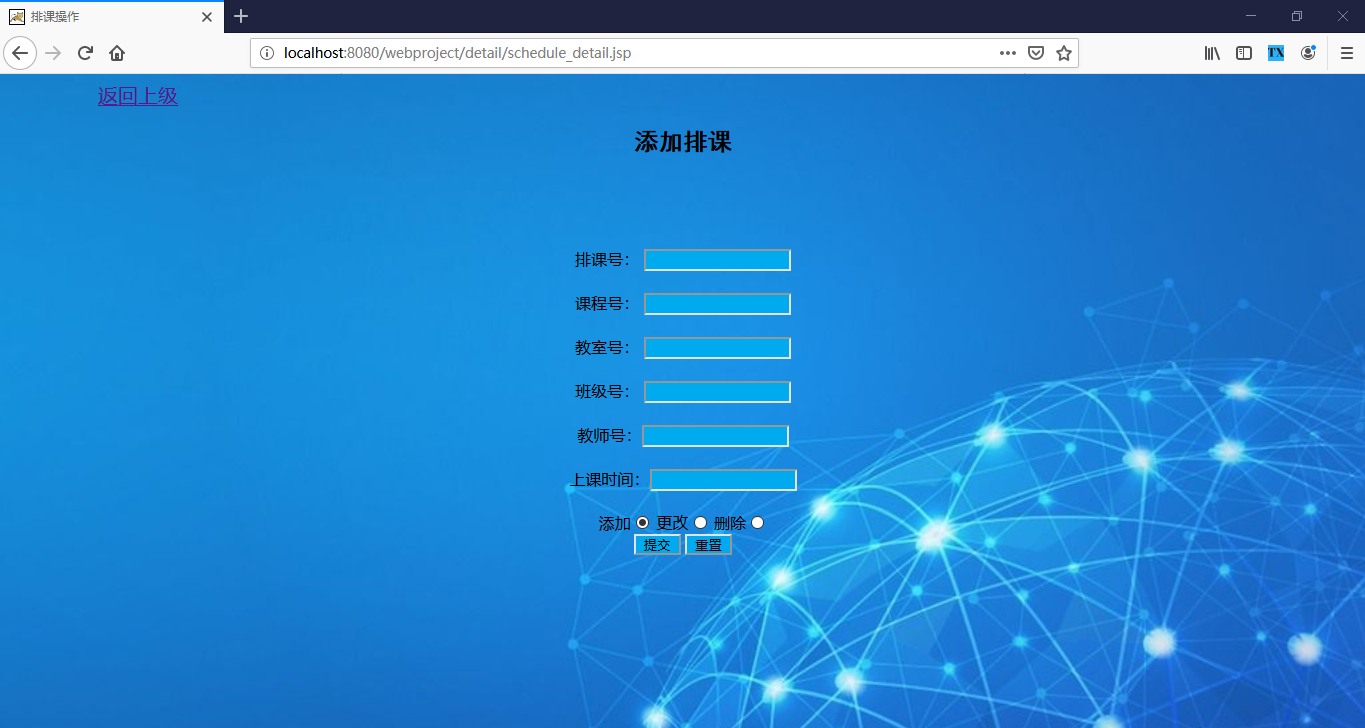 排课操作
localhost:8080/webproject/detail/schedule_detail.jsp
TX
返回上级
添加排课
排课号：
课程号：
教室号：
班级号：
教师号：
上课时间：
添加 更改 删除
提交 重置